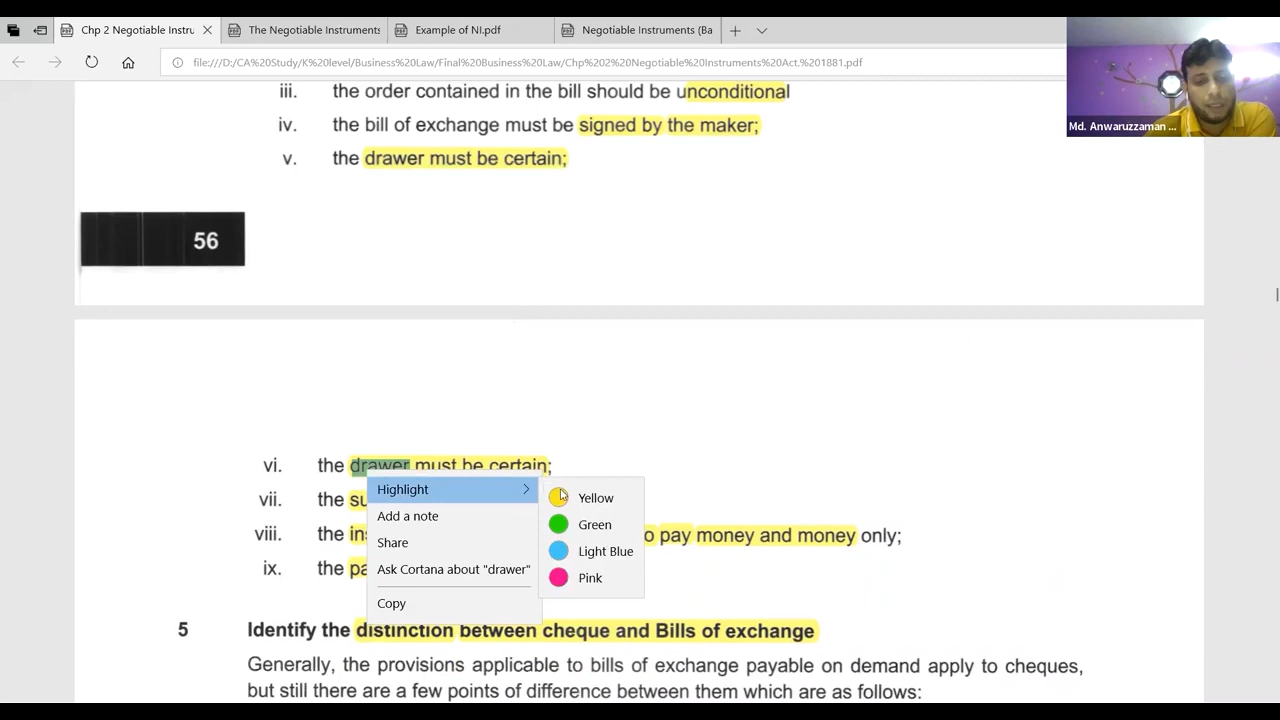 Chp 2 Negotiable Instru
The Negotiable Instruments
Example of NI.pdf
Negotiable Instruments (Ba
file:///D:/CA%20Study/K%20level/Business%20Law/Final%20Business%20Law/Chp%202%20Negotiable%20Instruments%20Act.%201881.pdf
Md. Anwaruzzaman ...
iii. the order contained in the bill should be unconditional
iv. the bill of exchange must be signed by the maker;
v. the drawer must be certain;
56
vi. the drawer must be certain;
vii. the su
viii. the ins o pay money and money only;
ix. the pa
Highlight
Add a note
Share
Ask Cortana about "drawer"
Copy
Yellow
Green
Light Blue
Pink
5 Identify the distinction between cheque and Bills of exchange
Generally, the provisions applicable to bills of exchange payable on demand apply to cheques,
but still there are a few points of difference between them which are as follows: